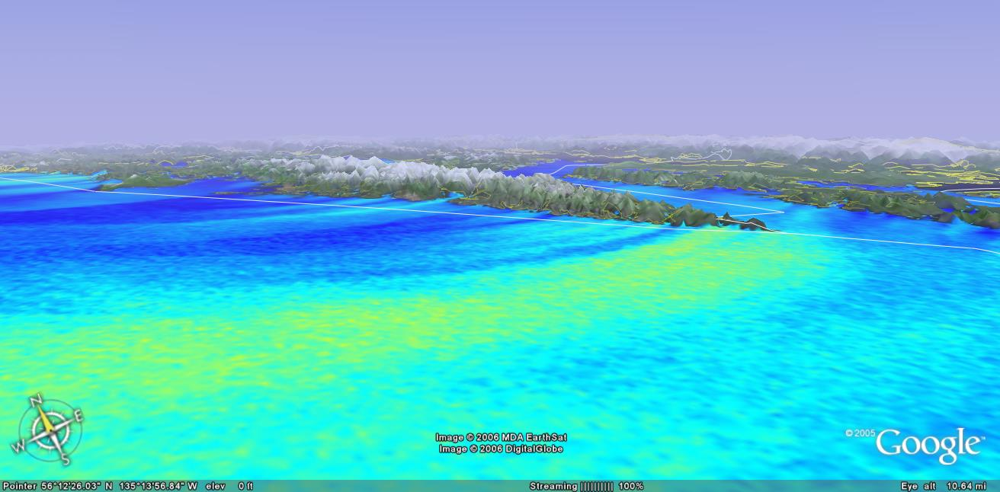 N
E
W
S
Image © 2006 MDA EarthSat
Image © 2006 DigitalGlobe
© 2005 Google™
Pointer 56°12'26.03" N 135°13'56.84" W elev 0 ft Streaming |||||||||| 100% Eye alt 10.64 mi